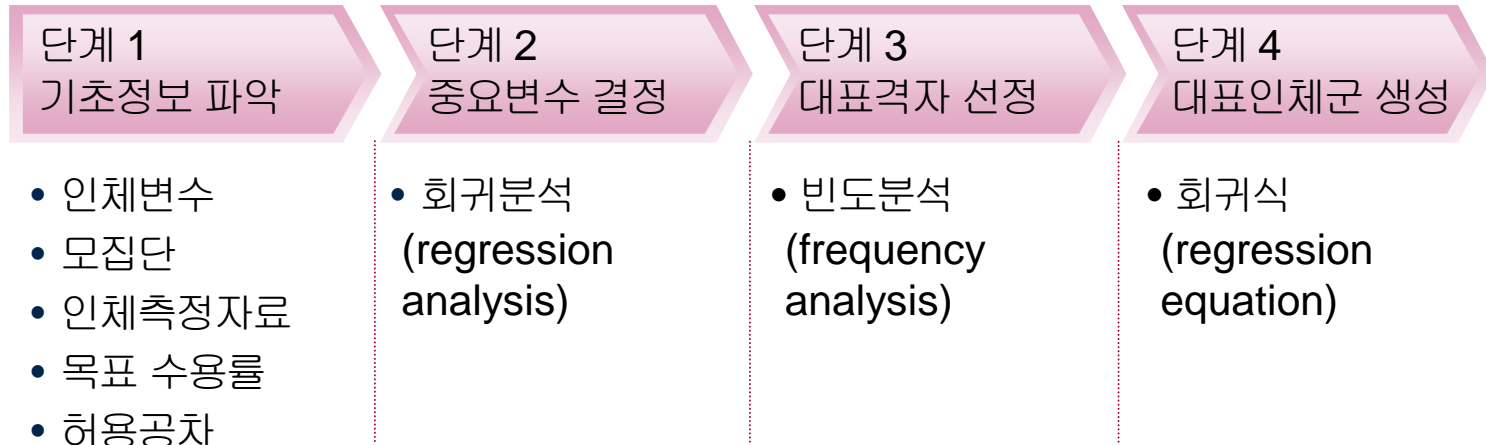 단계 1
기초정보 파악
• 인체변수
• 모집단
• 인체측정자료
• 목표 수용률
• 허용공차
단계 2
중요변수 결정
• 회귀분석
(regression
analysis)
단계 3
대표격자 선정
• 빈도분석
(frequency
analysis)
단계 4
대표인체군 생성
• 회귀식
(regression
equation)